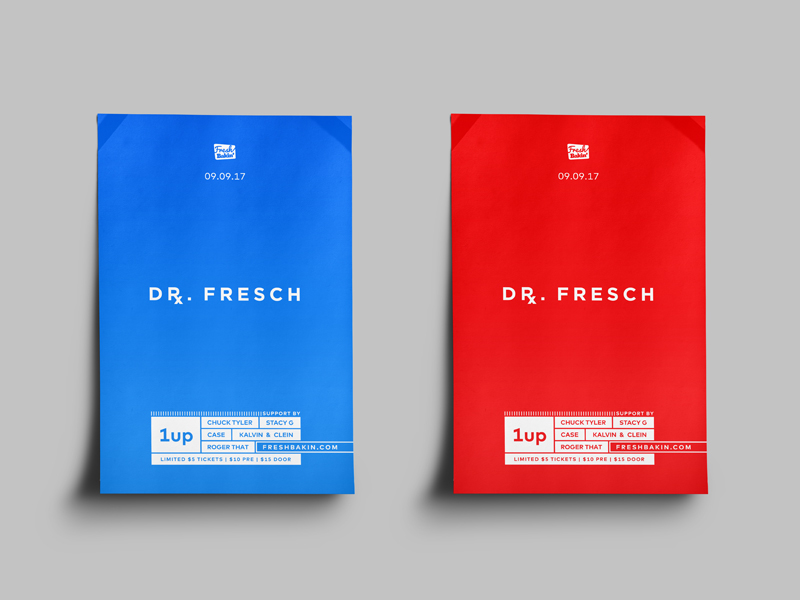 Fresh
Bakin'
09.09.17
DR. FRESCH
SUPPORT BY
1up
CHUCK TYLER
STACY G
CASE
KALVIN & CLEIN
ROGER THAT
FRESHBAKIN.COM
LIMITED $5 TICKETS | $10 PRE | $15 DOOR
Fresh
Bakin'
09.09.17
DR. FRESCH
SUPPORT BY
1up
CHUCK TYLER
STACY G
CASE
KALVIN & CLEIN
ROGER THAT
FRESHBAKIN.COM
LIMITED $5 TICKETS | $10 PRE | $15 DOOR